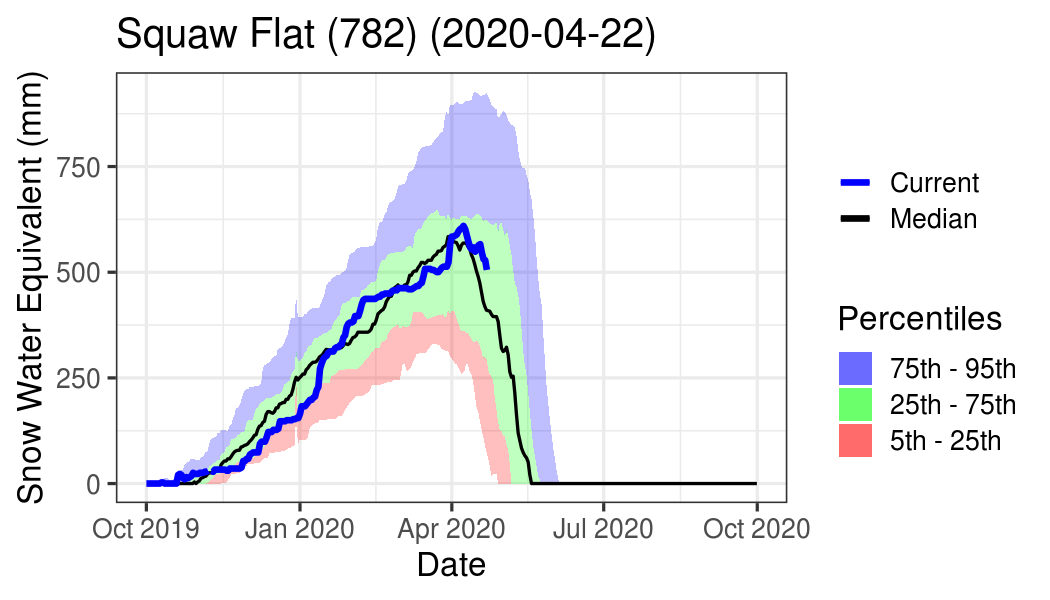 Squaw Flat (782) (2020-04-22)
Snow Water Equivalent (mm)
750
500
250
0
Oct 2019 Jan 2020 Apr 2020 Jul 2020 Oct 2020
Date
Current
Median
Percentiles
75th - 95th
25th - 75th
5th - 25th